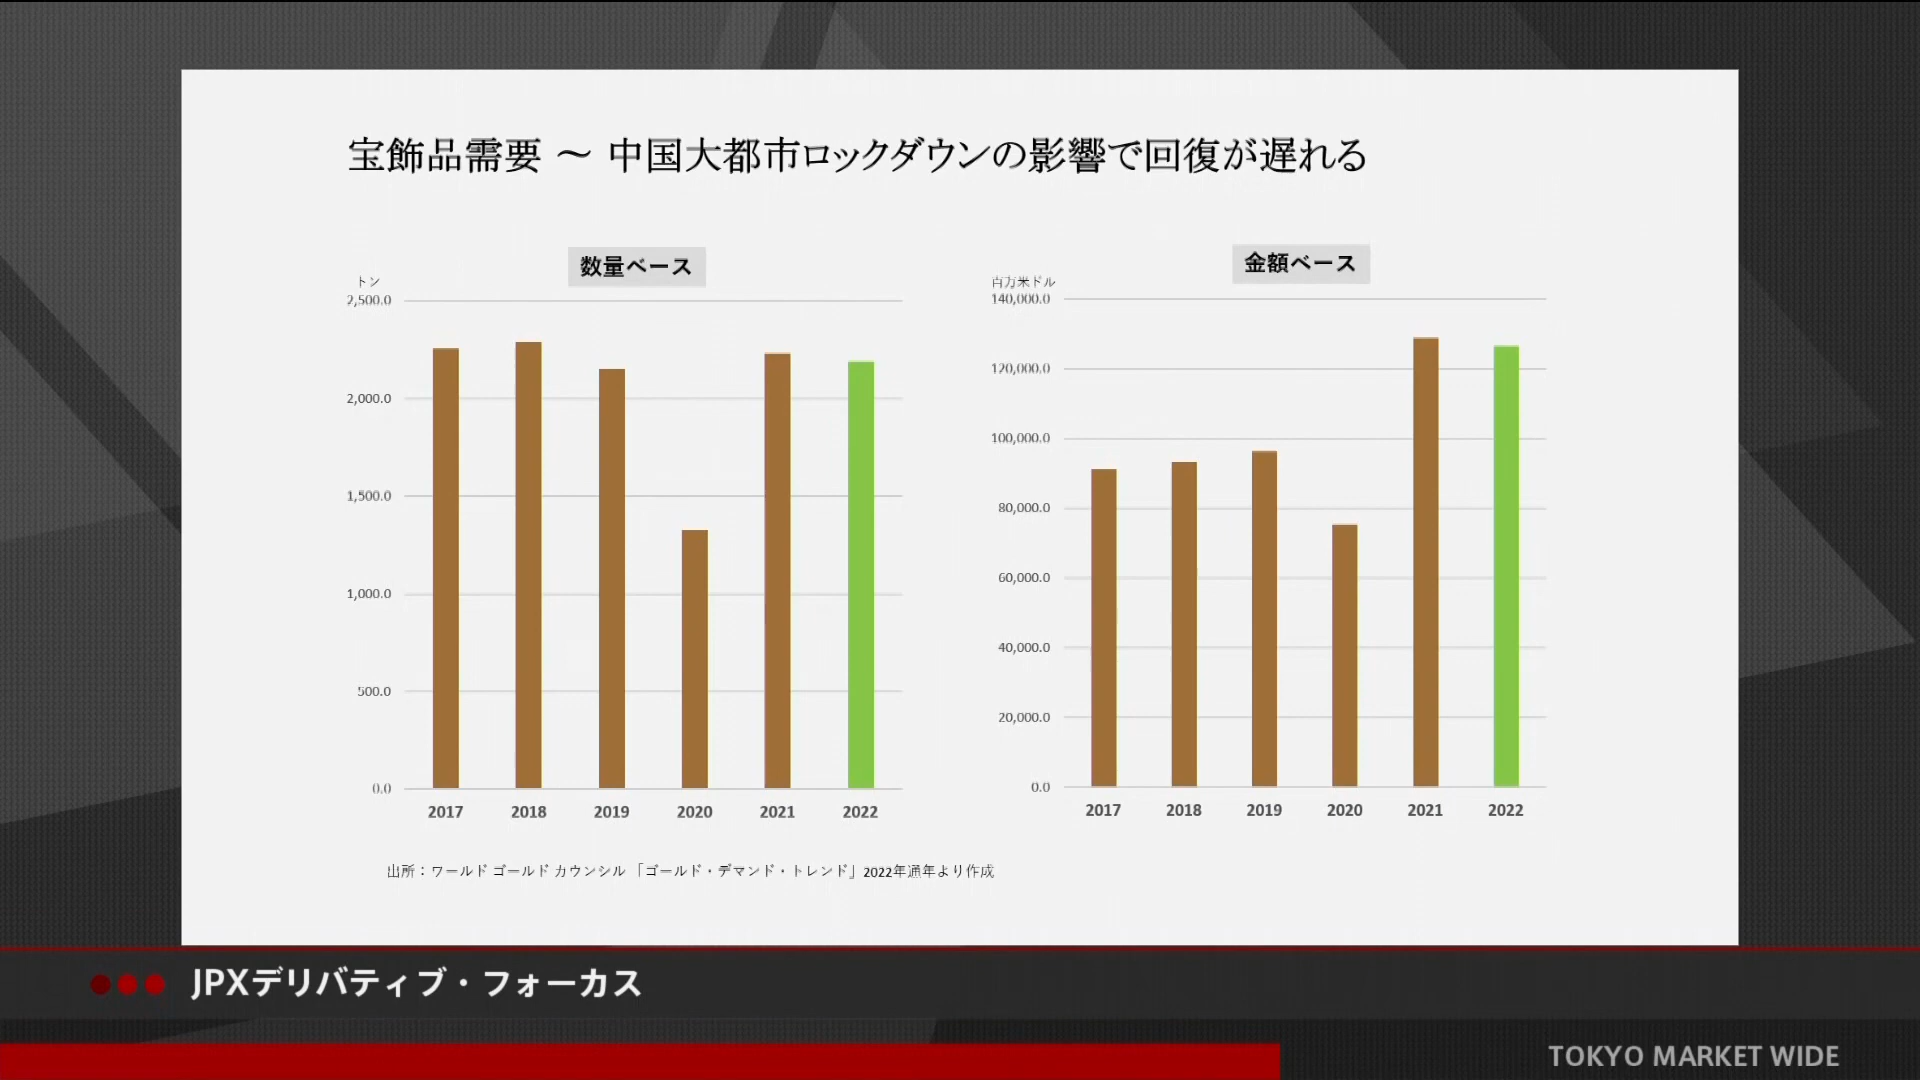 宝飾品需要 ～ 中国大都市ロックダウンの影響で回復が遅れる
数量ベース
トン
2,500.0
2,000.0
1,500.0
1,000.0
500.0
0.0
2017 2018 2019 2020 2021 2022
金額ベース
百万米ドル
140,000.0
120,000.0
100,000.0
80,000.0
60,000.0
40,000.0
20,000.0
0.0
2017 2018 2019 2020 2021 2022
出所：ワールド ゴールド カウンシル 「ゴールド・デマンド・トレンド」2022年通年より作成
JPXデリバティブ・フォーカス
TOKYO MARKET WIDE